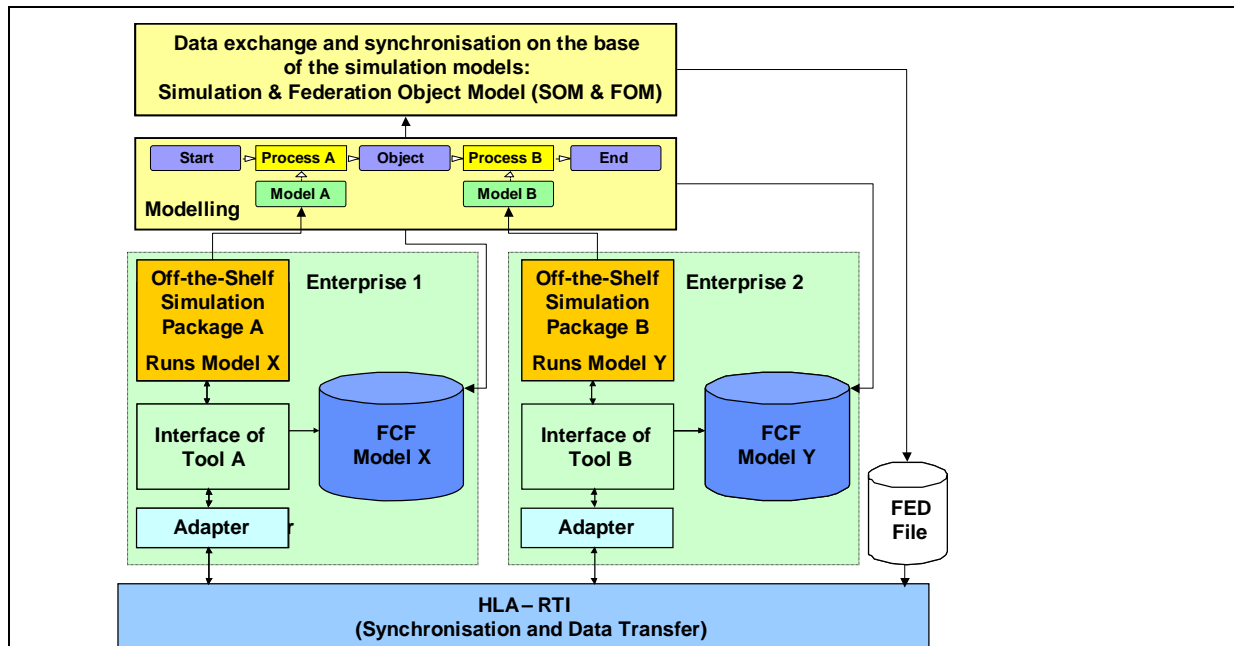 Data exchange and synchronisation on the base
of the simulation models:
Simulation & Federation Object Model (SOM & FOM)
Start
Process A
Object
Process B
End
Model A
Model B
Modelling
Off-the-Shelf
Simulation
Package A
Runs Model X
Enterprise 1
Off-the-Shelf
Simulation
Package B
Runs Model Y
Enterprise 2
Interface of
Tool A
FCF
Model X
Interface of
Tool B
FCF
Model Y
Adapter
Adapter
FED
File
HLA – RTI
(Synchronisation and Data Transfer)